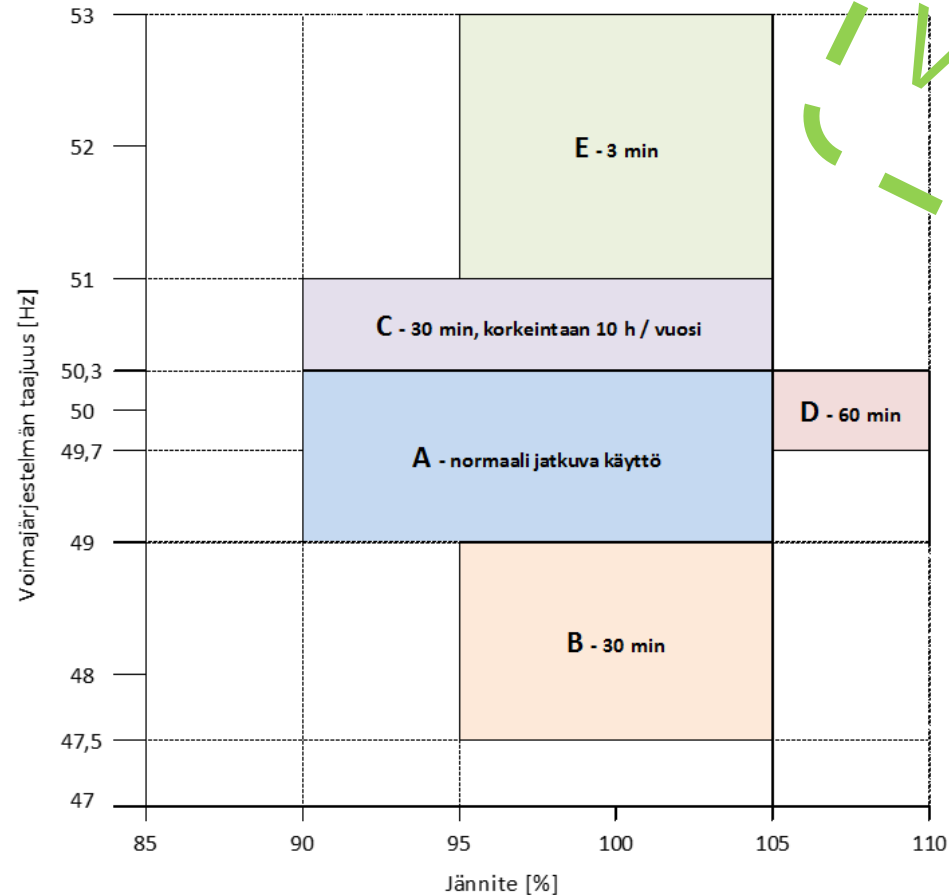 53
52
51
50,3
50
49,7
49
48
47,5
47
Voimajärjestelmän taajuus [Hz]
E - 3 min
C - 30 min, korkeintaan 10 h / vuosi
D - 60 min
A - normaali jatkuva käyttö
B - 30 min
85 90 95 100 105 110
Jännite [%]